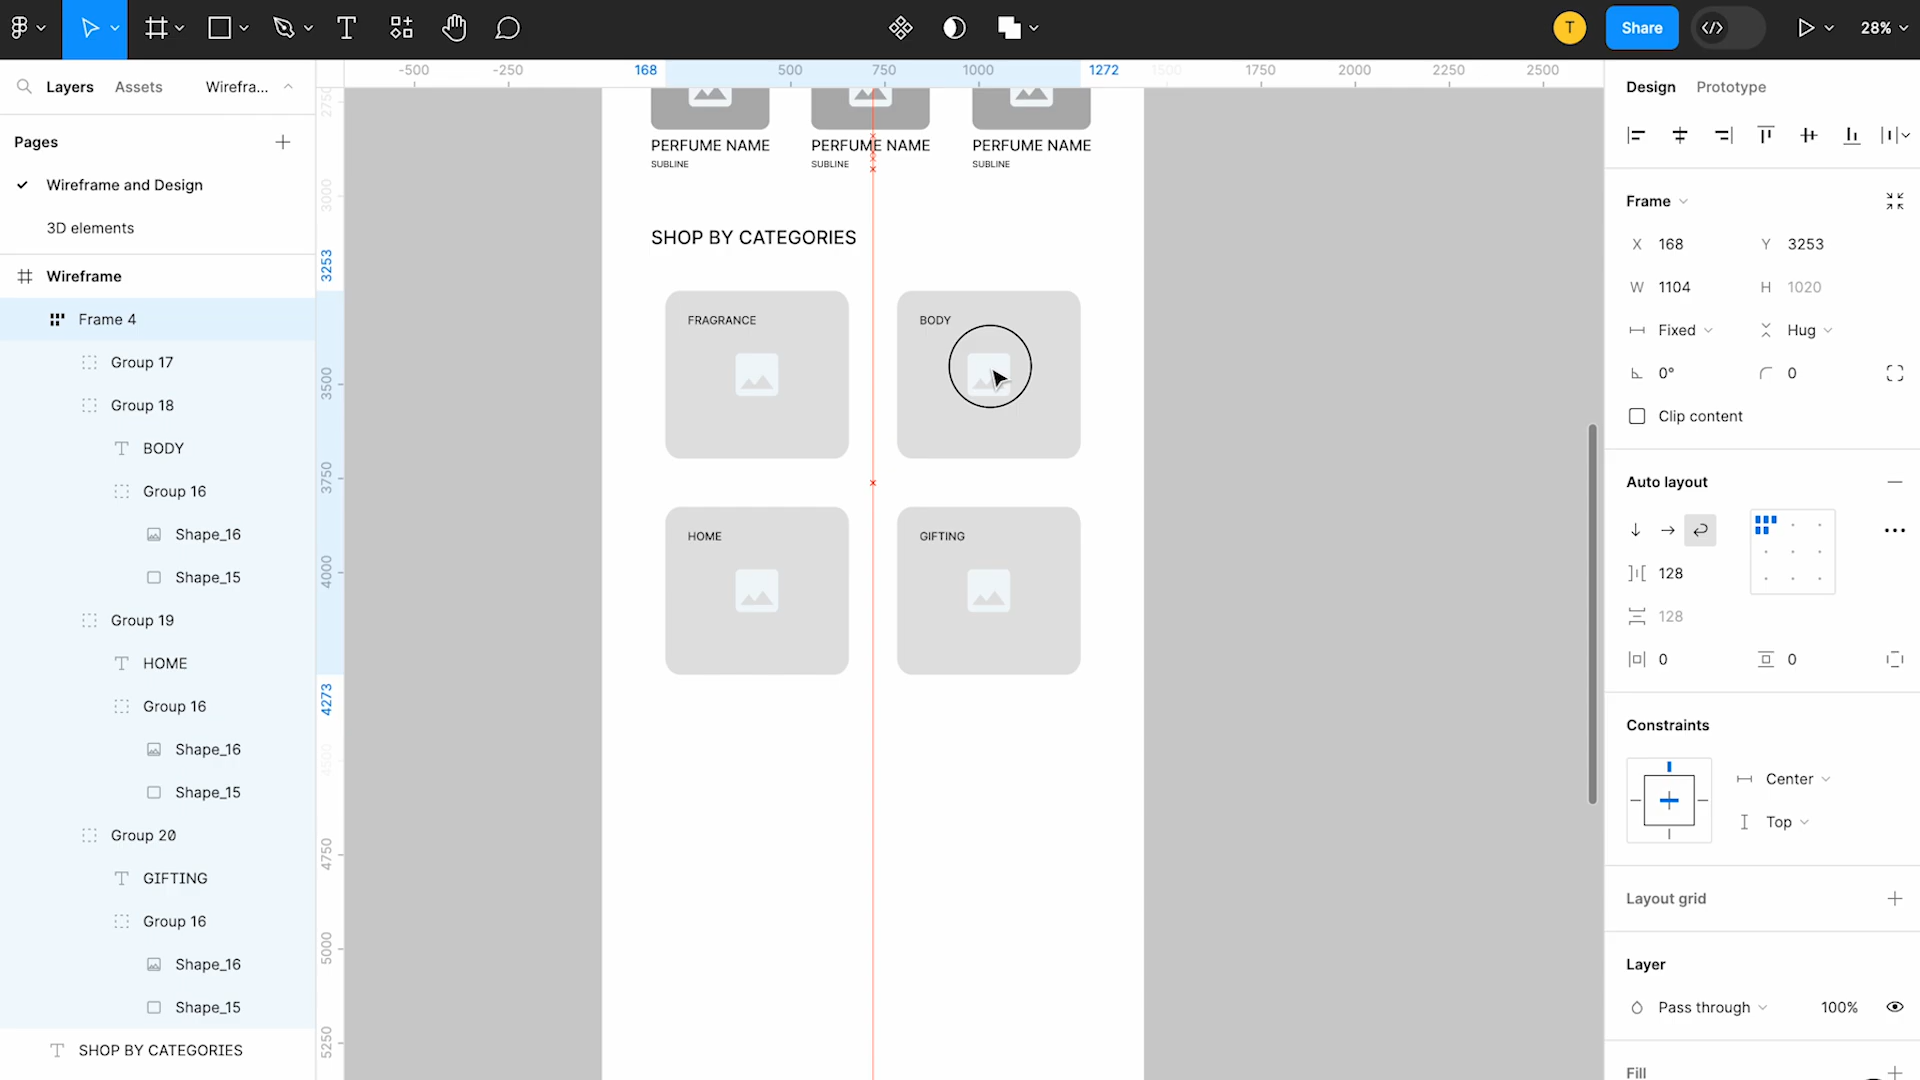 T
Share
28%
Layers
Assets
Wirefra...
Pages
Wireframe and Design
3D elements
Wireframe
Frame 4
Group 17
Group 18
BODY
Group 16
Shape_16
Shape_15
Group 19
HOME
Group 16
Shape_16
Shape_15
Group 20
GIFTING
Group 16
Shape_16
Shape_15
SHOP BY CATEGORIES
-500
-250
168
500
750
1000
1272
1500
1750
2000
2250
2500
2750
3000
3253
3500
3750
4000
4273
4500
4750
5000
5250
PERFUME NAME
SUBLINE
PERFUME NAME
SUBLINE
PERFUME NAME
SUBLINE
SHOP BY CATEGORIES
FRAGRANCE
BODY
HOME
GIFTING
Design
Prototype
Frame
X 168
Y 3253
W 1104
H 1020
Fixed
Hug
0°
0
Clip content
Auto layout
128
128
0
0
Constraints
Center
Top
Layout grid
Layer
Pass through
100%
Fill